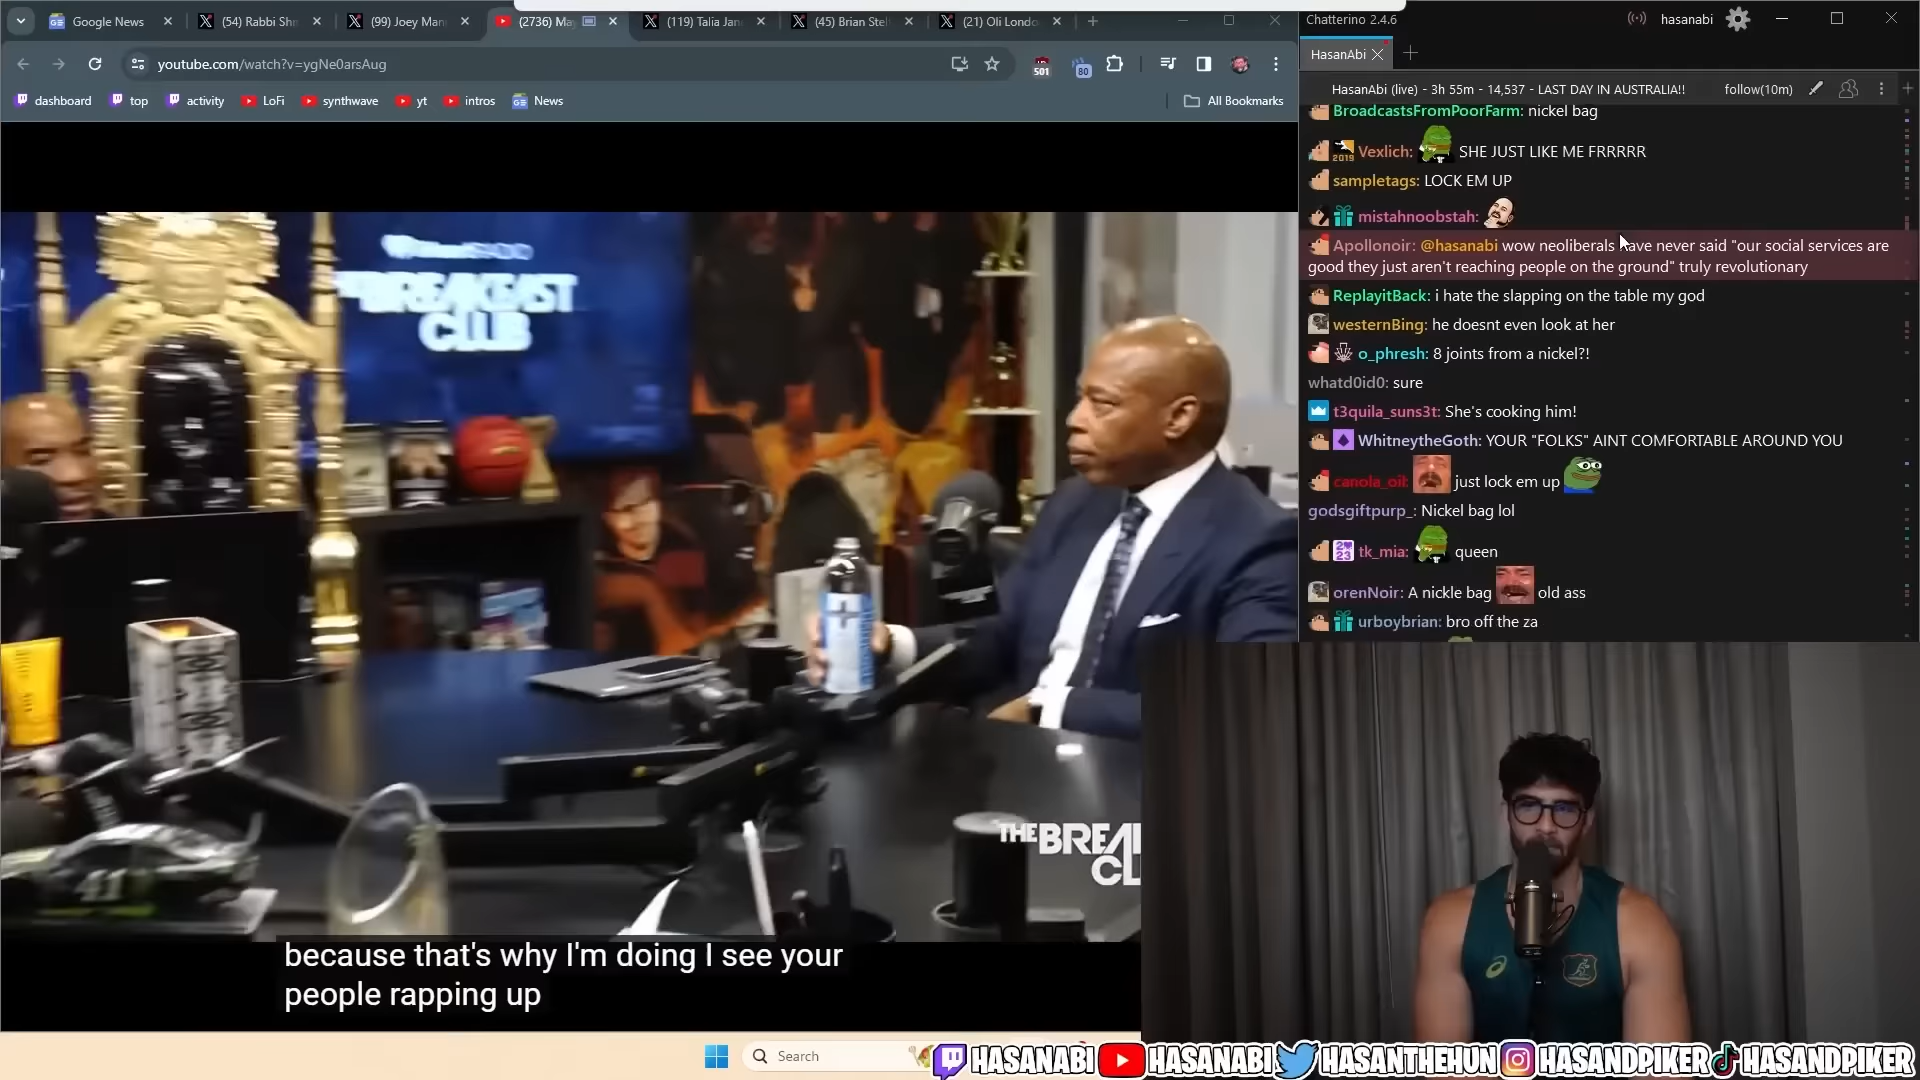 Google News
(54) Rabbi Shm
(99) Joey Man
(2736) Ma
(119) Talia Jan
(45) Brian Stel
(21) Oli Londo
youtube.com/watch?v=ygNe0arsAug
501
80
dashboard
top
activity
LoFi
synthwave
yt
intros
News
All Bookmarks
BREAKFAST
CLUB
41
THE BREA
CL
because that's why I'm doing I see your
people rapping up
Chatterino 2.4.6
hasanabi
HasanAbi
HasanAbi (live) - 3h 55m - 14,537 - LAST DAY IN AUSTRALIA!!
follow(10m)
BroadcastsFromPoorFarm: nickel bag
2019 Vexlich: SHE JUST LIKE ME FRRRRR
sampletags: LOCK EM UP
mistahnoobstah:
Apollonoir: @hasanabi wow neoliberals have never said "our social services are
good they just aren't reaching people on the ground" truly revolutionary
ReplayitBack: i hate the slapping on the table my god
westernBing: he doesnt even look at her
o_phresh: 8 joints from a nickel?!
whatd0id0: sure
t3quila_suns3t: She's cooking him!
WhitneytheGoth: YOUR "FOLKS" AINT COMFORTABLE AROUND YOU
canola_oil: just lock em up
godsgiftpurp_: Nickel bag lol
tk_mia: queen
orenNoir: A nickle bag old ass
urboybrian: bro off the za
Search
HASANABI
HASANABI
HASANTHEHUN
HASANDPIKER
HASANDPIKER